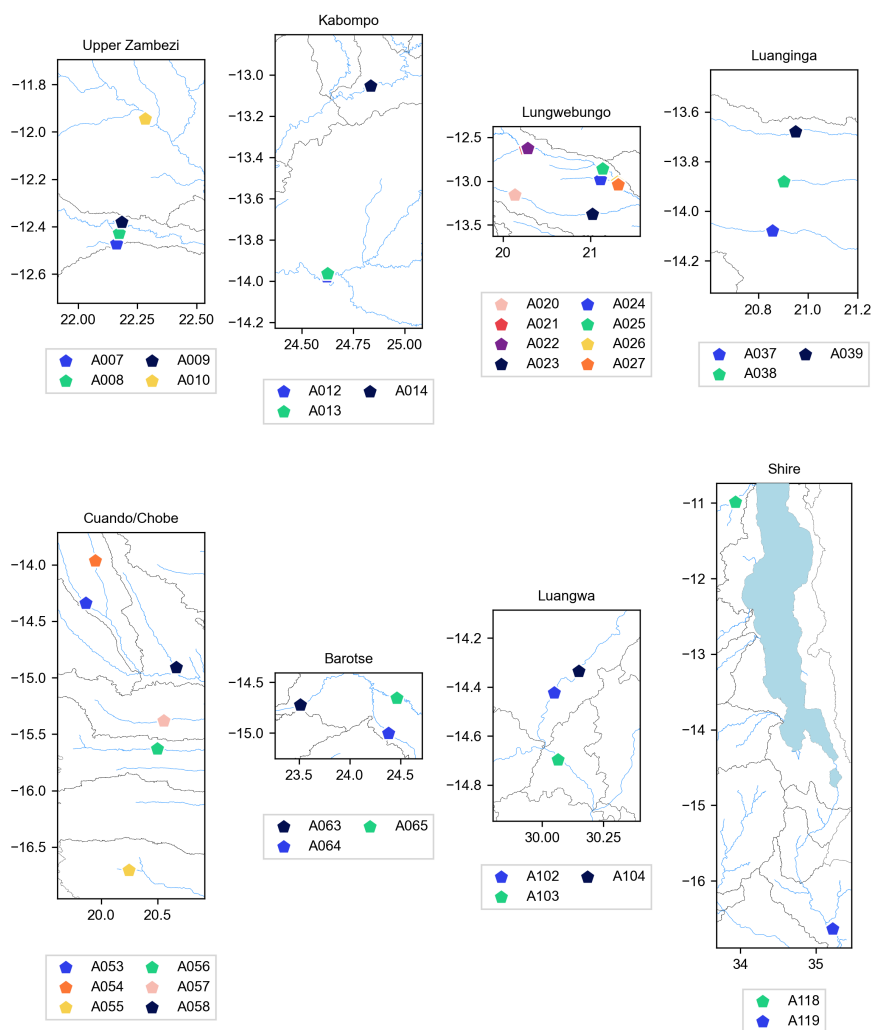 Upper Zambezi
−11.8
−12.0
−12.2
−12.4
−12.6
22.00 22.25 22.50
A007 A009
A008 A010
Kabompo
−13.0
−13.2
−13.4
−13.6
−13.8
−14.0
−14.2
24.50 24.75 25.00
A012 A014
A013
Lungwebungo
−12.5
−13.0
−13.5
20 21
A020 A024
A021 A025
A022 A026
A023 A027
Luanginga
−13.6
−13.8
−14.0
−14.2
20.8 21.0 21.2
A037 A039
A038
Cuando/Chobe
−14.0
−14.5
−15.0
−15.5
−16.0
−16.5
20.0 20.5
A053 A056
A054 A057
A055 A058
Barotse
−14.5
−15.0
23.5 24.0 24.5
A063 A065
A064
Luangwa
−14.2
−14.4
−14.6
−14.8
30.00 30.25
A102 A104
A103
Shire
−11
−12
−13
−14
−15
−16
34 35
A118
A119